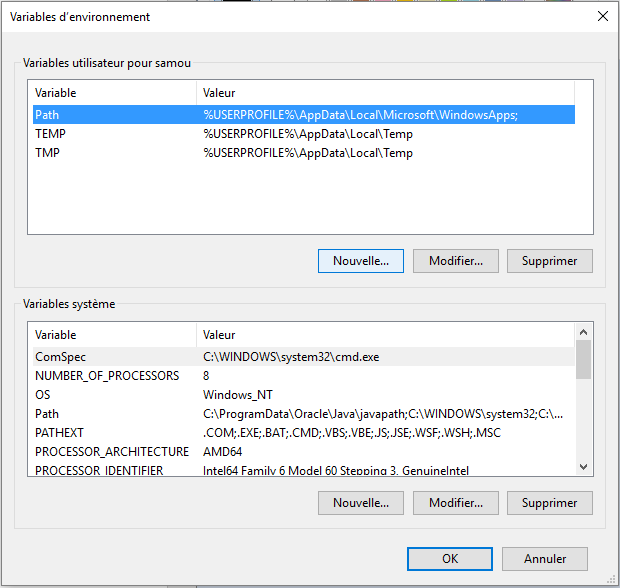 Variables d'environnement
Variables utilisateur pour samou
Variable Valeur
Path %USERPROFILE%\AppData\Local\Microsoft\WindowsApps;
TEMP %USERPROFILE%\AppData\Local\Temp
TMP %USERPROFILE%\AppData\Local\Temp
Nouvelle... Modifier... Supprimer
Variables système
Variable Valeur
ComSpec C:\WINDOWS\system32\cmd.exe
NUMBER_OF_PROCESSORS 8
OS Windows_NT
Path C:\ProgramData\Oracle\Java\javapath;C:\WINDOWS\system32;C:\...
PATHEXT .COM;.EXE;.BAT;.CMD;.VBS;.VBE;.JS;.JSE;.WSF;.WSH;.MSC
PROCESSOR_ARCHITECTURE AMD64
PROCESSOR_IDENTIFIER Intel64 Family 6 Model 60 Stepping 3, GenuineIntel
Nouvelle... Modifier... Supprimer
OK Annuler